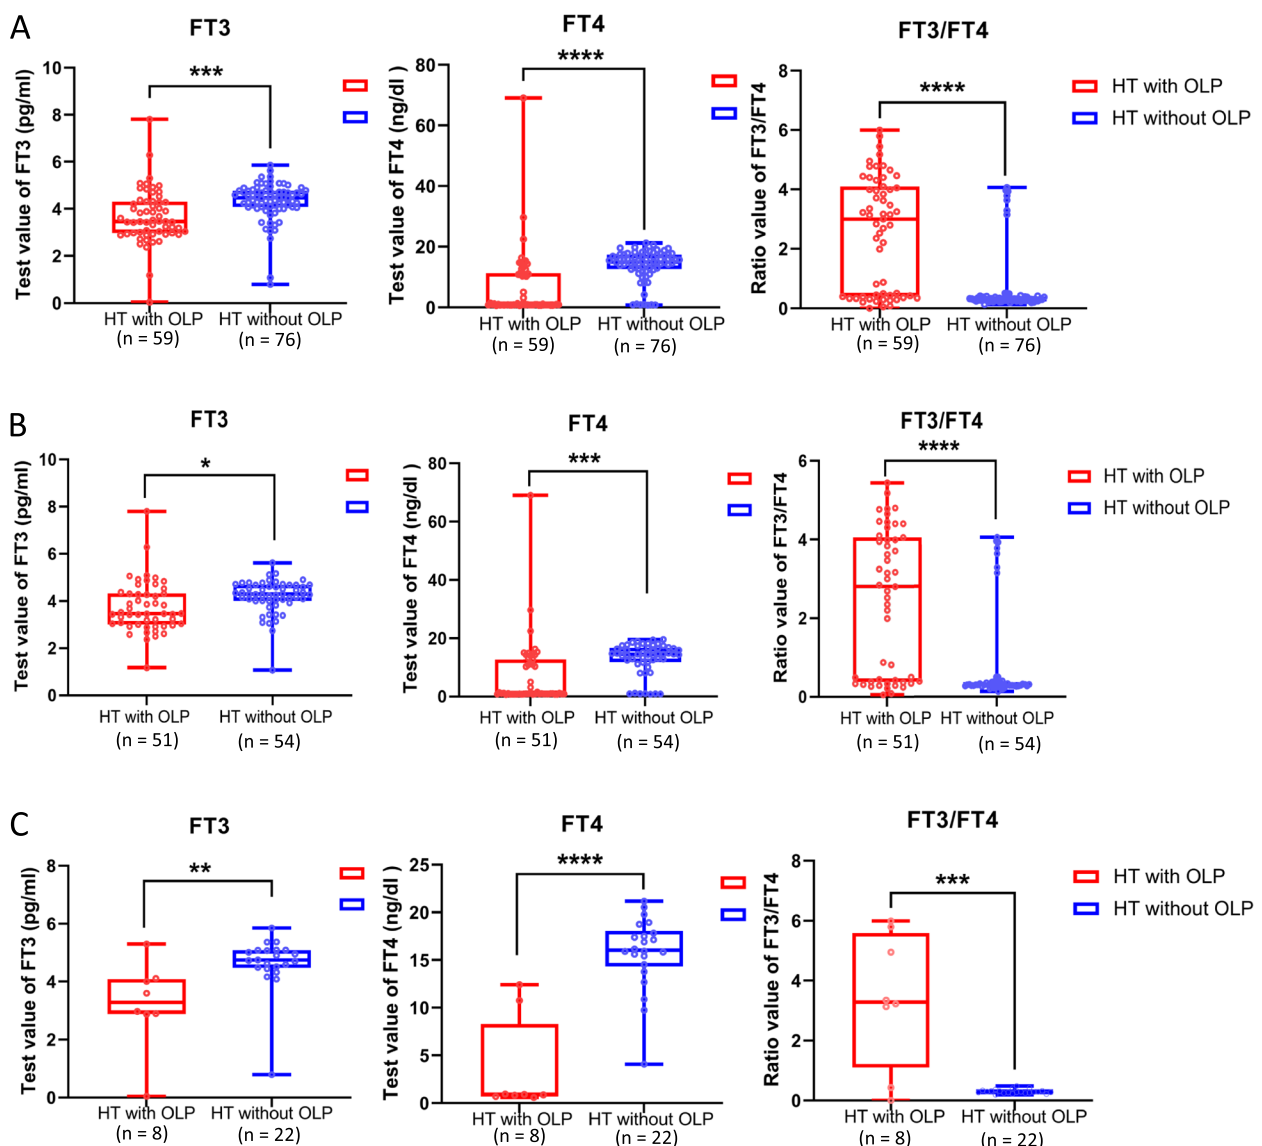 A
FT3
FT4
FT3/FT4
Test value of FT3 (pg/ml)
10
8
6
4
2
0
***
HT with OLP
HT without OLP
(n = 59)
(n = 76)
Test value of FT4 (ng/dl )
80
60
40
20
0
****
HT with OLP
HT without OLP
(n = 59)
(n = 76)
Ratio value of FT3/FT4
8
6
4
2
0
****
HT with OLP
HT without OLP
(n = 59)
(n = 76)
HT with OLP
HT without OLP
B
FT3
FT4
FT3/FT4
Test value of FT3 (pg/ml)
10
8
6
4
2
0
*
HT with OLP
HT without OLP
(n = 51)
(n = 54)
Test value of FT4 (ng/dl )
80
60
40
20
0
***
HT with OLP
HT without OLP
(n = 51)
(n = 54)
Ratio value of FT3/FT4
6
4
2
0
****
HT with OLP
HT without OLP
(n = 51)
(n = 54)
HT with OLP
HT without OLP
C
FT3
FT4
FT3/FT4
Test value of FT3 (pg/ml)
8
6
4
2
0
**
HT with OLP
HT without OLP
(n = 8)
(n = 22)
Test value of FT4 (ng/dl )
25
20
15
10
5
0
****
HT with OLP
HT without OLP
(n = 8)
(n = 22)
Ratio value of FT3/FT4
8
6
4
2
0
***
HT with OLP
HT without OLP
(n = 8)
(n = 22)
HT with OLP
HT without OLP